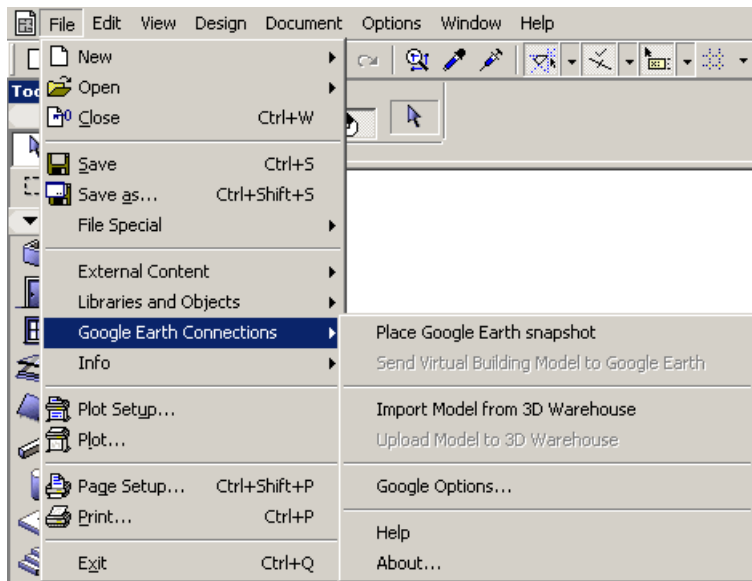 File Edit View Design Document Options Window Help
New
Open
Close Ctrl+W
Save Ctrl+S
Save as... Ctrl+Shift+S
File Special
External Content
Libraries and Objects
Google Earth Connections
Info
Plot Setup...
Plot...
Page Setup... Ctrl+Shift+P
Print... Ctrl+P
Exit Ctrl+Q
Place Google Earth snapshot
Send Virtual Building Model to Google Earth
Import Model from 3D Warehouse
Upload Model to 3D Warehouse
Google Options...
Help
About...